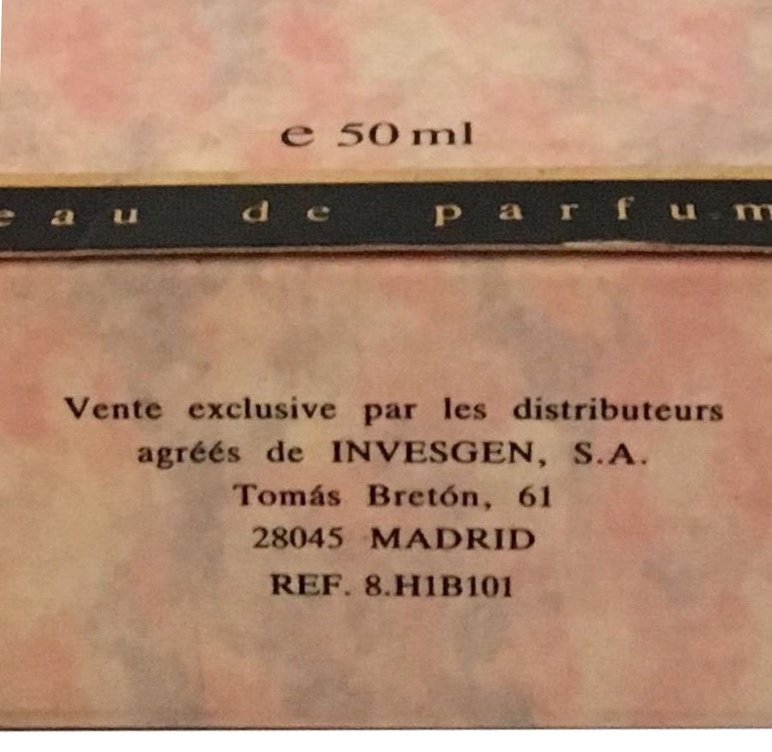 e 50 ml
eau de parfum
Vente exclusive par les distributeurs
agréés de INVESGEN, S.A.
Tomás Bretón, 61
28045 MADRID
REF. 8.H1B101